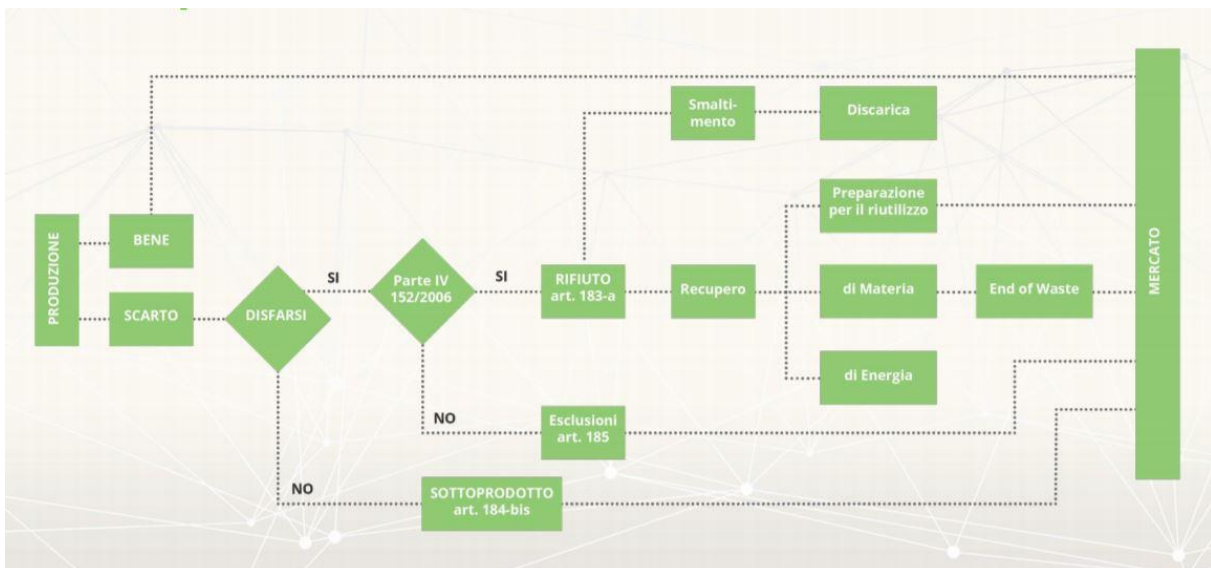 Smalti-
mento
Discarica
Preparazione
per il riutilizzo
PRODUZIONE
BENE
MERCATO
SI
Parte IV
152/2006
SI
RIFIUTO
art. 183-a
Recupero
di Materia
End of Waste
SCARTO
DISFARSI
di Energia
NO
Esclusioni
art. 185
NO
SOTTOPRODOTTO
art. 184-bis